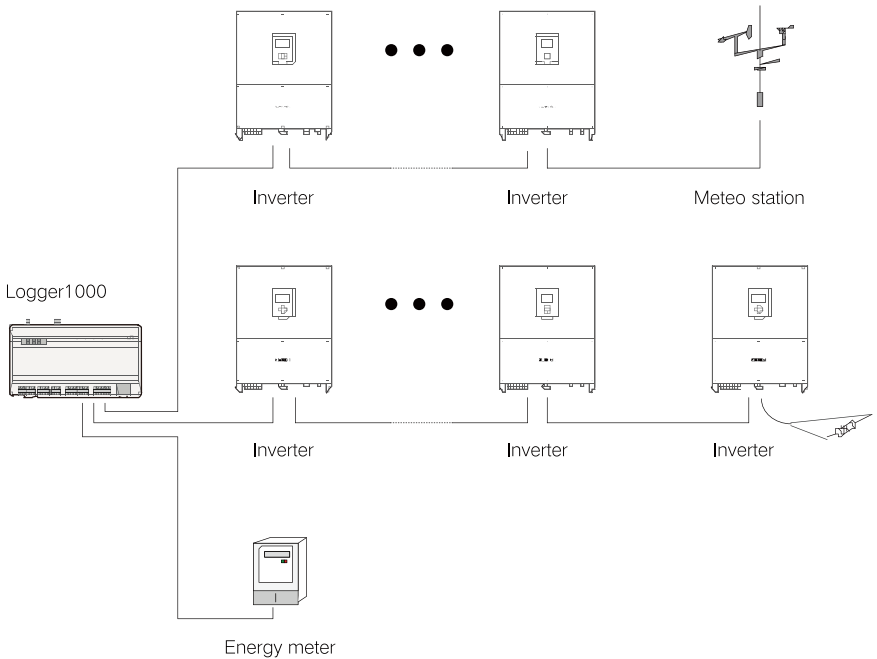 Inverter
Inverter
Meteo station
Logger1000
Inverter
Inverter
Inverter
Energy meter